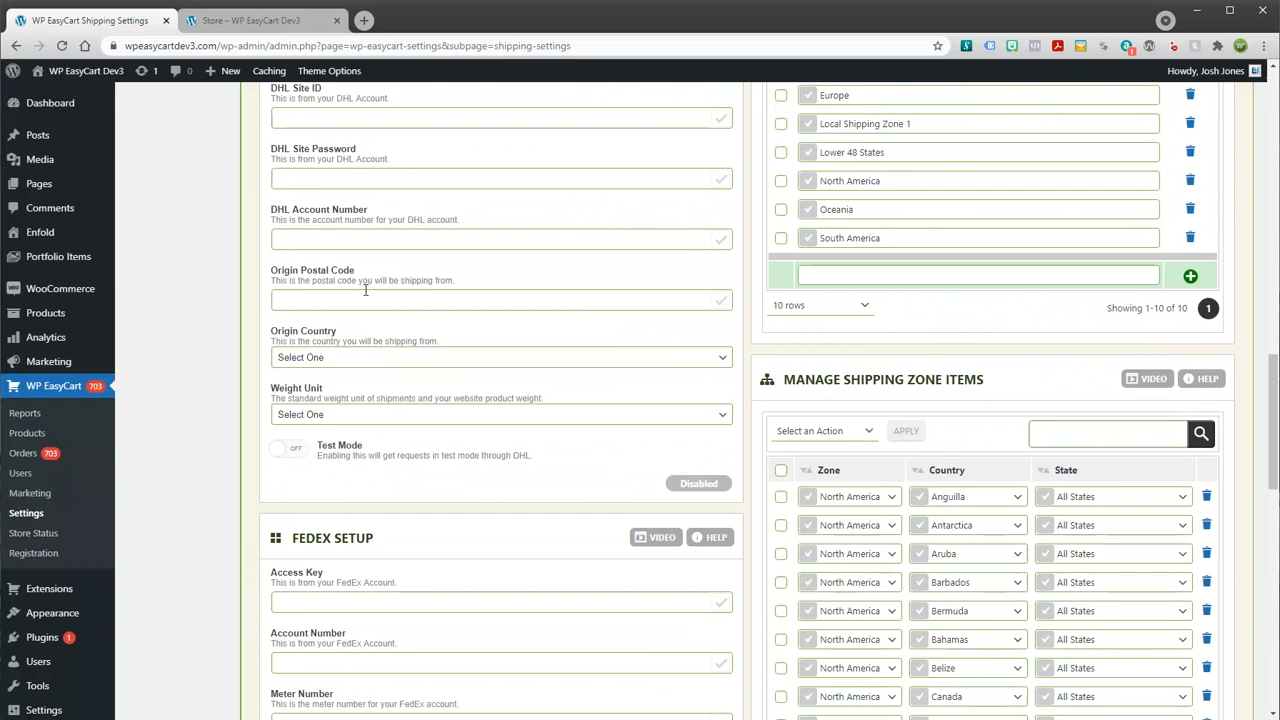 WP EasyCart Shipping Settings
Store – WP EasyCart Dev3
wpeasycartdev3.com/wp-admin/admin.php?page=wp-easycart-settings&subpage=shipping-settings
WP EasyCart Dev3
1
0
New
Caching
Theme Options
Howdy, Josh Jones
Dashboard
Posts
Media
Pages
Comments
Enfold
Portfolio Items
WooCommerce
Products
Analytics
Marketing
WP EasyCart 703
Reports
Products
Orders 703
Users
Marketing
Settings
Store Status
Registration
Extensions
Appearance
Plugins 1
Users
Tools
Settings
DHL Site ID
This is from your DHL Account.
DHL Site Password
This is from your DHL Account.
DHL Account Number
This is the account number for your DHL account.
Origin Postal Code
This is the postal code you will be shipping from.
Origin Country
This is the country you will be shipping from.
Select One
Weight Unit
The standard weight unit of shipments and your website product weight.
Select One
OFF
Test Mode
Enabling this will get requests in test mode through DHL.
Disabled
FEDEX SETUP
VIDEO
HELP
Access Key
This is from your FedEx Account.
Account Number
This is from your FedEx Account.
Meter Number
This is the meter number for your FedEx account.
Europe
Local Shipping Zone 1
Lower 48 States
North America
Oceania
South America
10 rows
Showing 1-10 of 10
1
MANAGE SHIPPING ZONE ITEMS
VIDEO
HELP
Select an Action
APPLY
Zone Country State
North America Anguilla All States
North America Antarctica All States
North America Aruba All States
North America Barbados All States
North America Bermuda All States
North America Bahamas All States
North America Belize All States
North America Canada All States